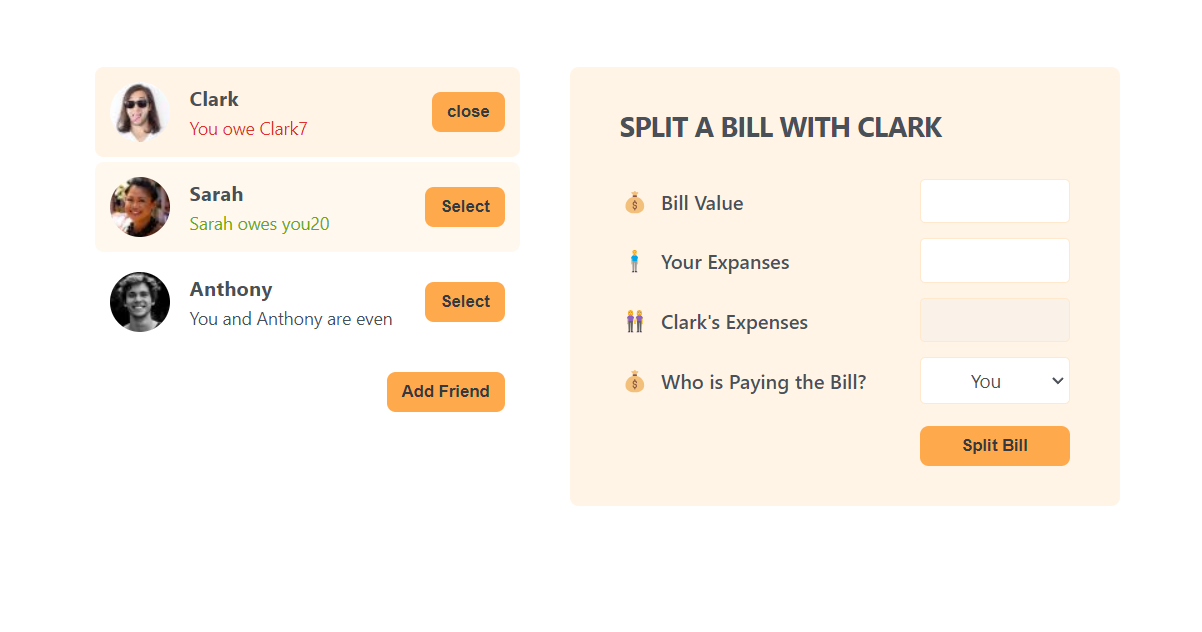 Clark
You owe Clark7
close
Sarah
Sarah owes you20
Select
Anthony
You and Anthony are even
Select
Add Friend
SPLIT A BILL WITH CLARK
💰 Bill Value
🧍‍♂️ Your Expanses
👭 Clark's Expenses
💰 Who is Paying the Bill?
You
Split Bill